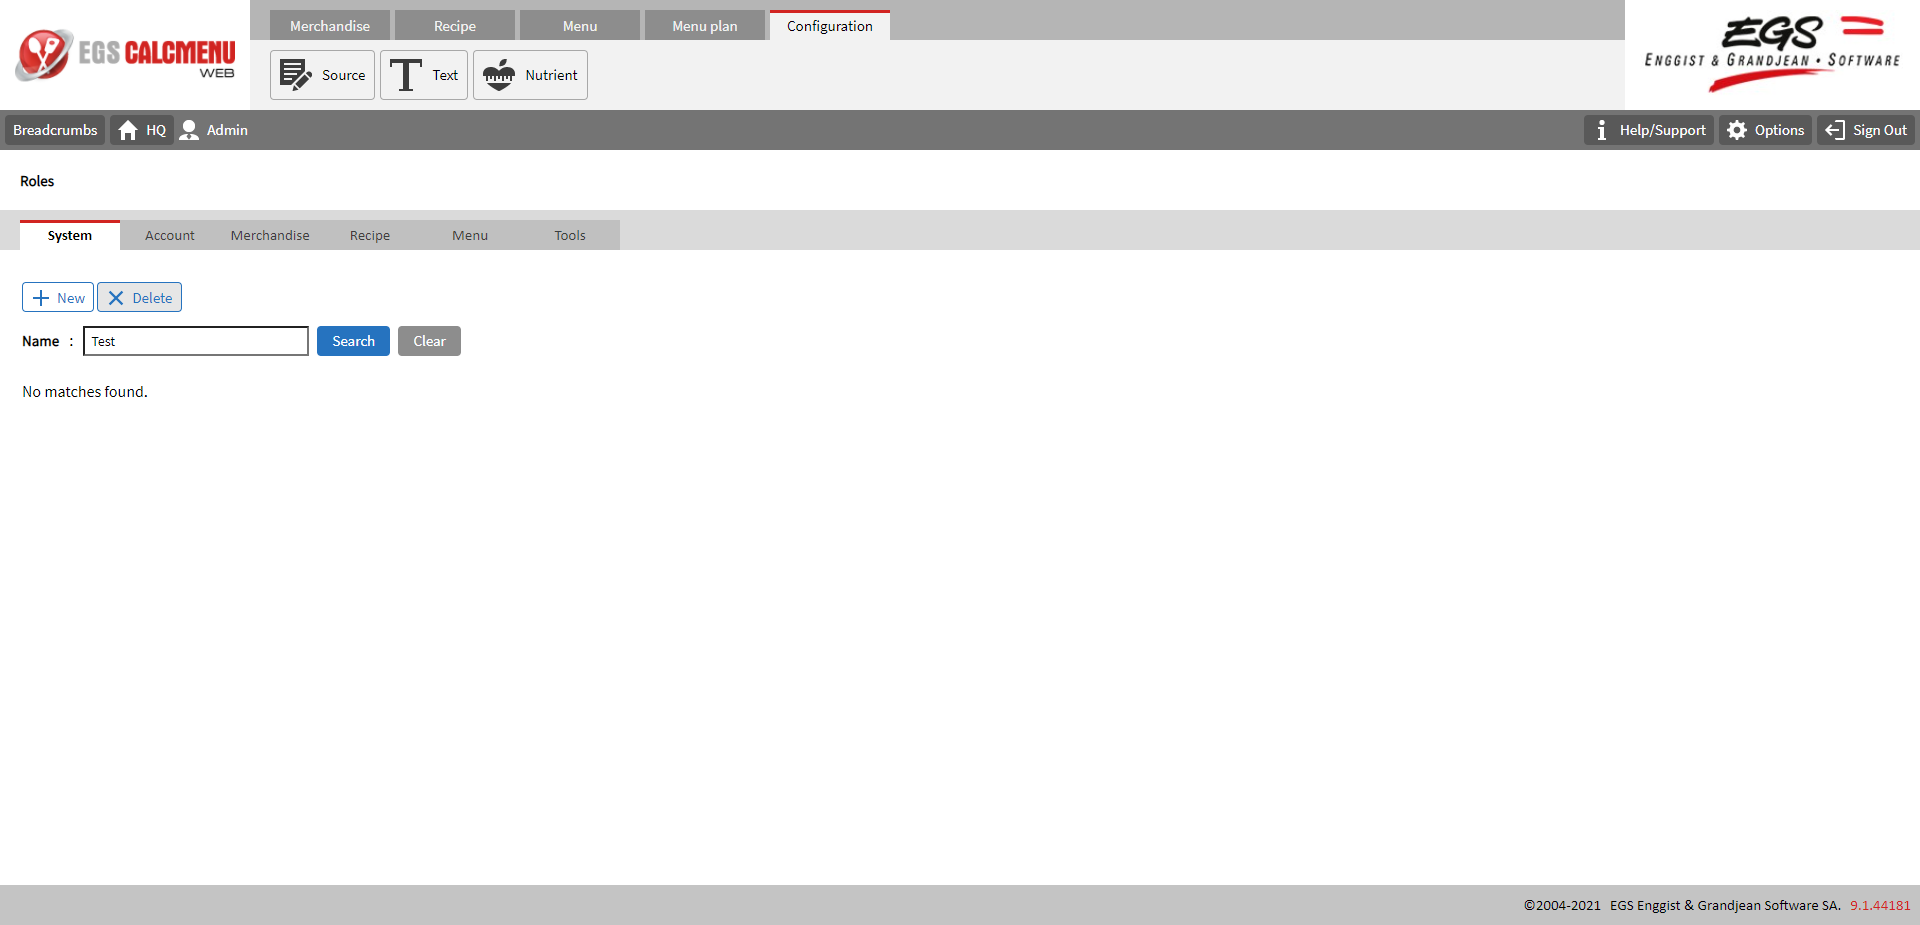 EGS CALCMENU
WEB
Merchandise Recipe Menu Menu plan Configuration
Source Text Nutrient
EGS
ENGGIST & GRANDJEAN • SOFTWARE
Breadcrumbs HQ Admin Help/Support Options Sign Out
Roles
System Account Merchandise Recipe Menu Tools
New Delete
Name : Test Search Clear
No matches found.
©2004-2021 EGS Enggist & Grandjean Software SA. 9.1.44181